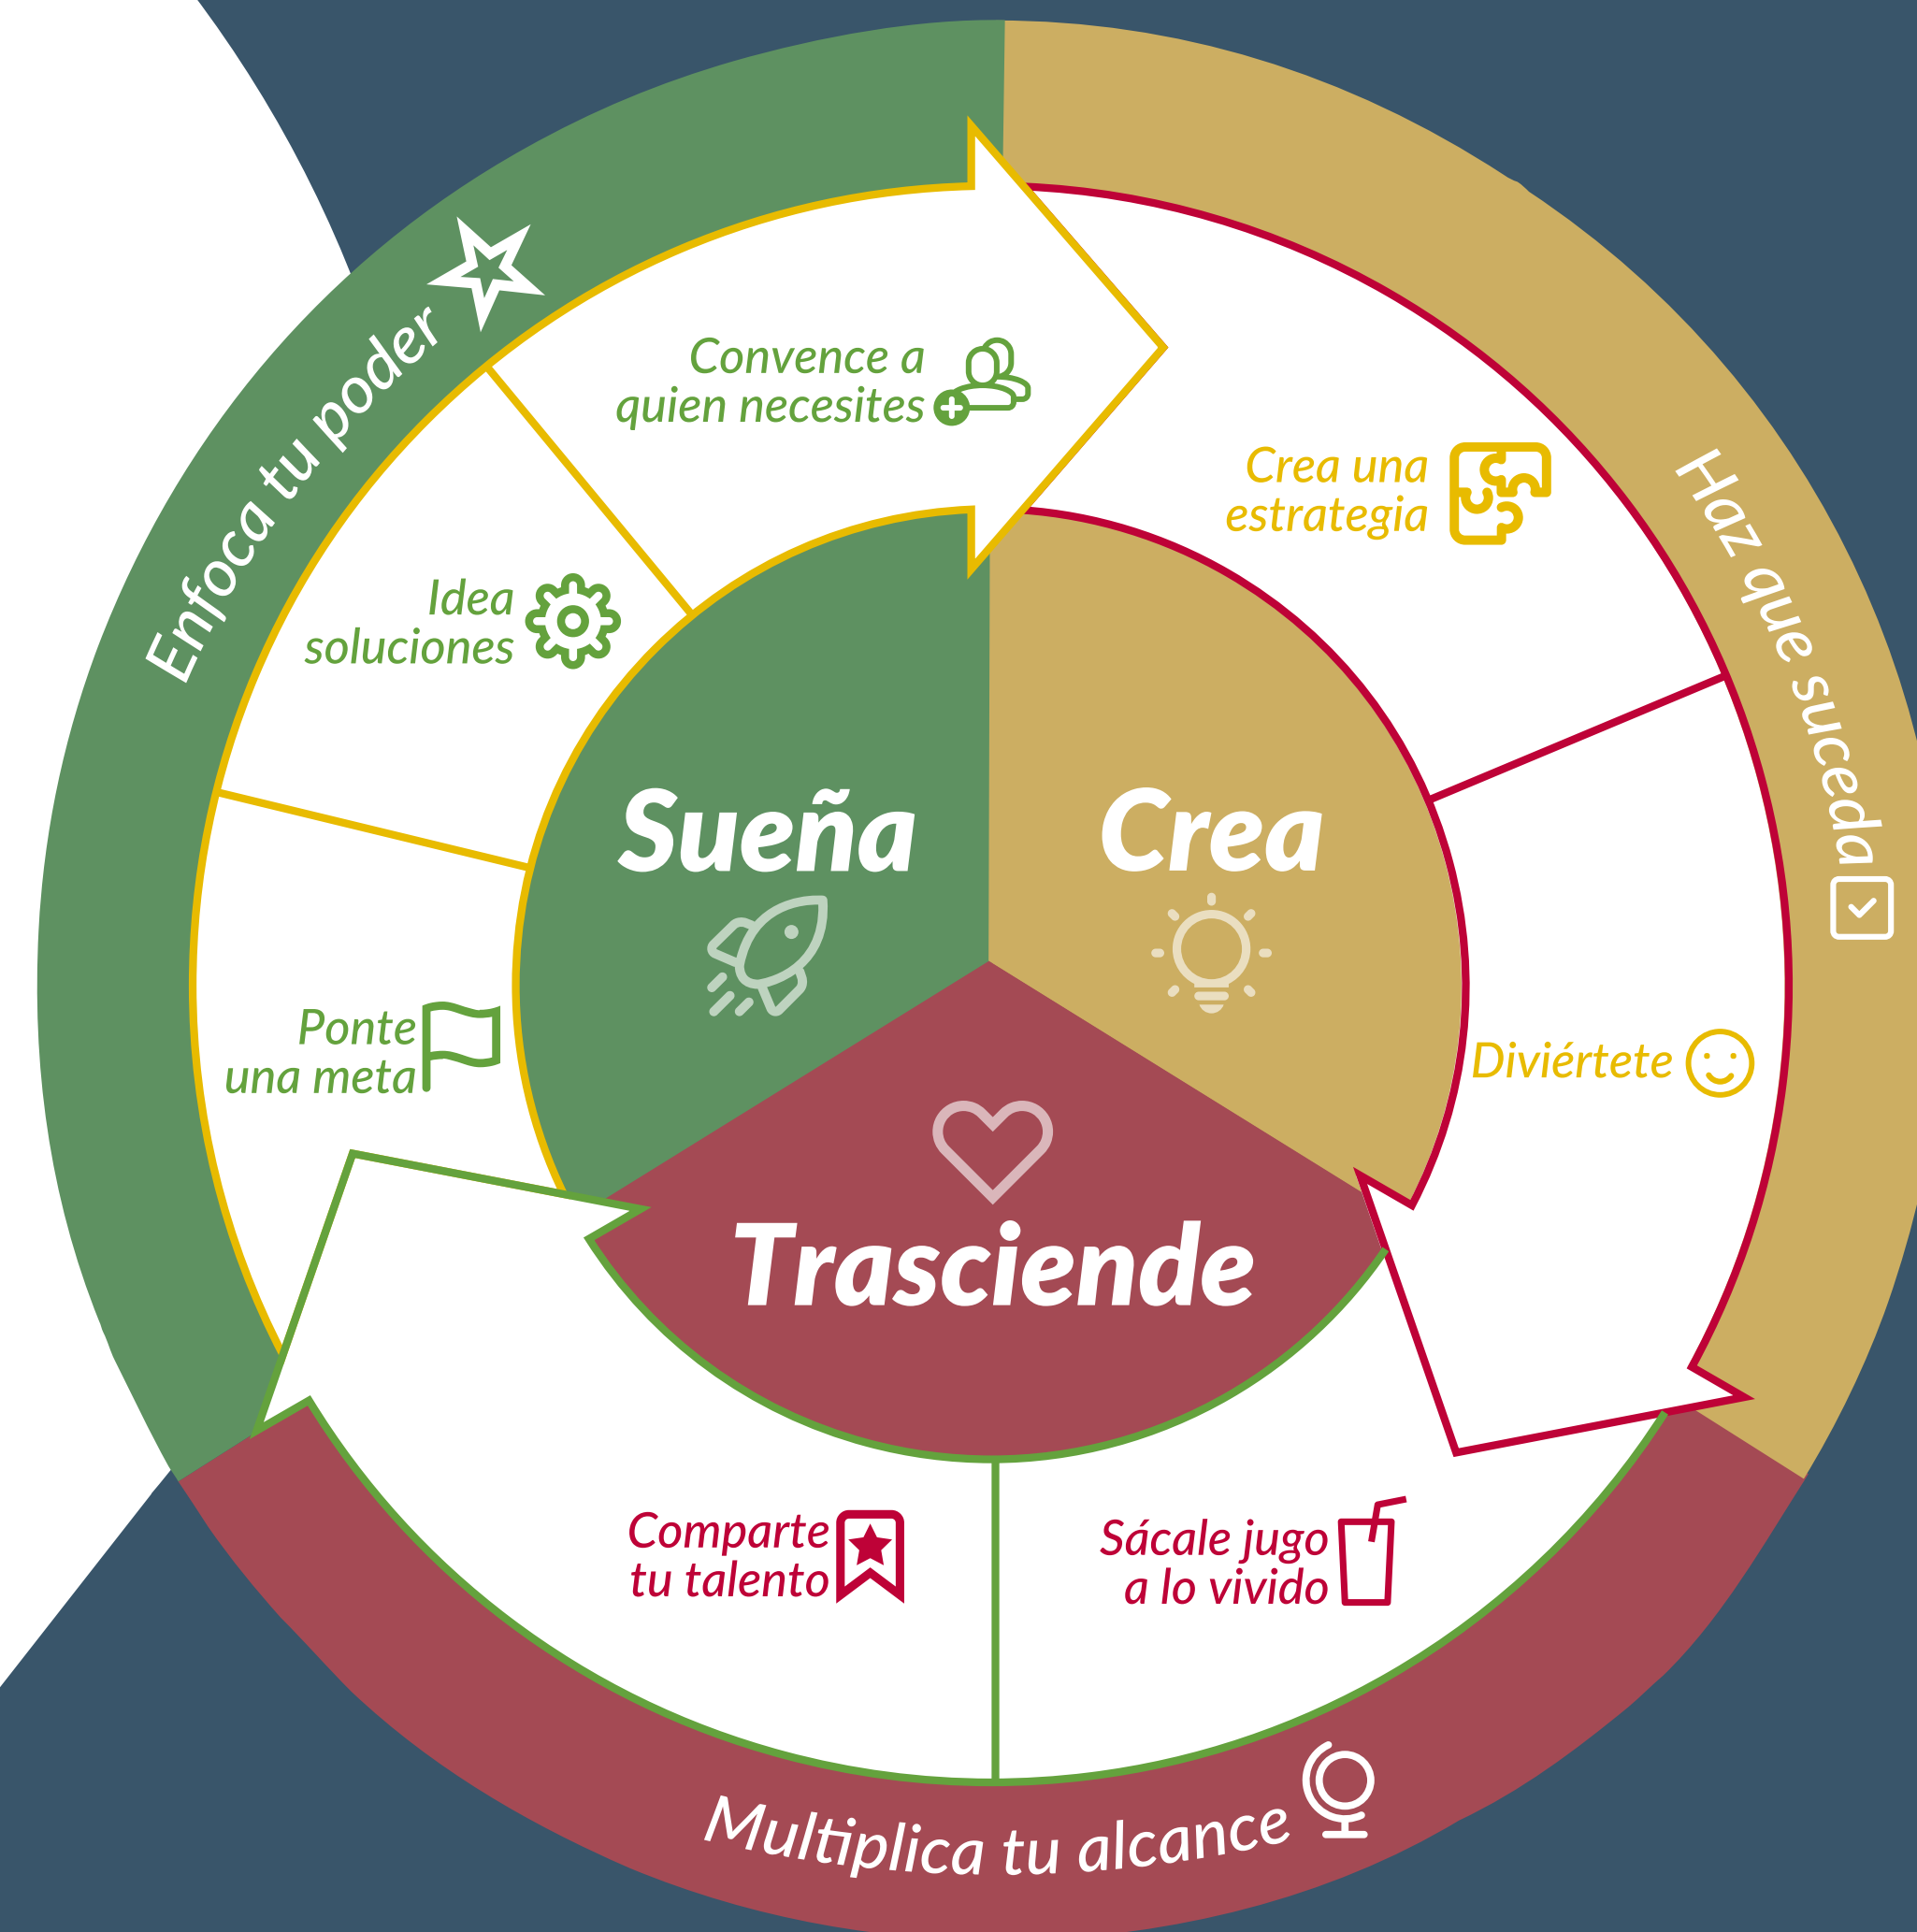 Enfoca tu poder
Convence a
quien necesites
Idea
soluciones
Ponte
una meta
Sueña
Haz que suceda
Crea una
estrategia
Diviértete
Crea
Trasciende
Sácale jugo
a lo vivido
Comparte
tu talento
Multiplica tu alcance